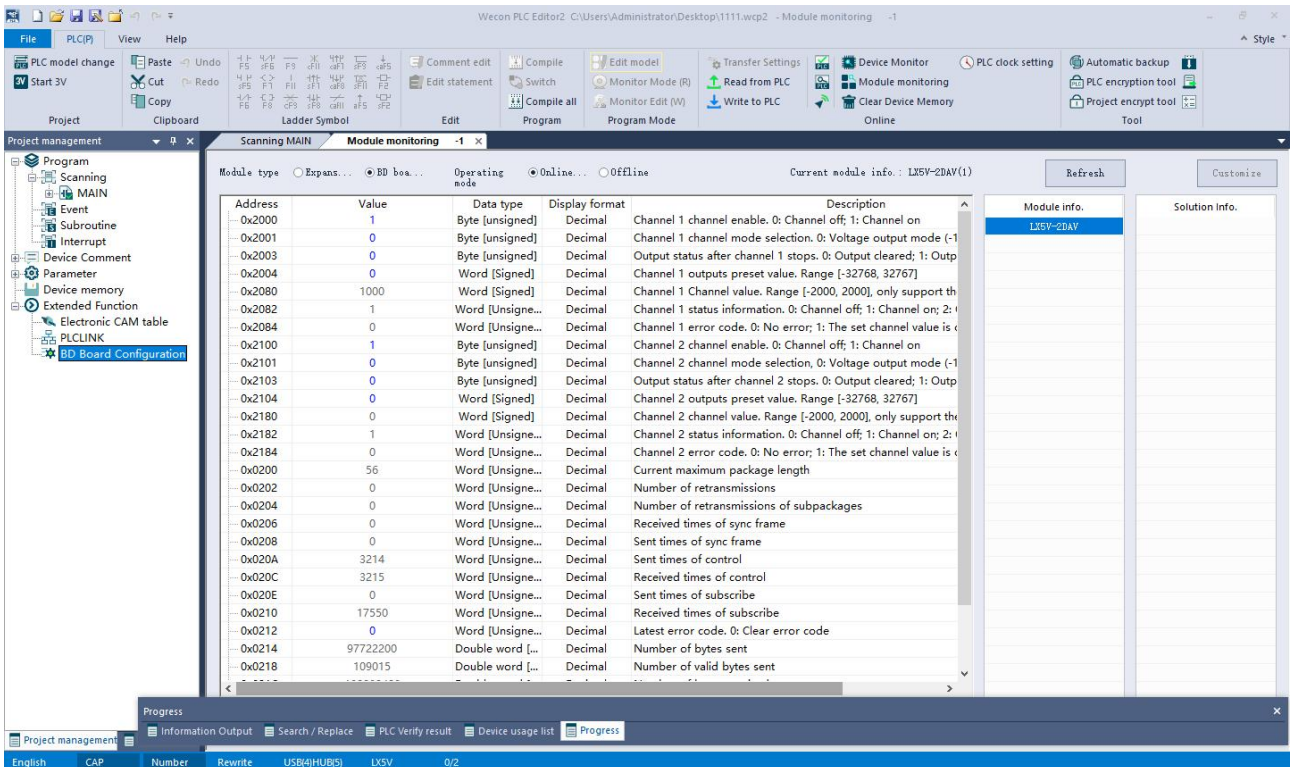 Wecon PLC Editor2 C:\Users\Administrator\Desktop\1111.wcp2 - Module monitoring -1
File PLC(P) View Help Style
PLC model change Paste Undo Comment edit Compile Edit model Transfer Settings Device Monitor PLC clock setting Automatic backup
Start 3V Cut Redo Edit statement Switch Monitor Mode (R) Read from PLC Module monitoring PLC encryption tool
Copy Compile all Monitor Edit (W) Write to PLC Clear Device Memory Project encrypt tool
Project Clipboard Ladder Symbol Edit Program Program Mode Online Tool
Project management Scanning MAIN Module monitoring -1
Program
Scanning
MAIN
Event
Subroutine
Interrupt
Device Comment
Parameter
Device memory
Extended Function
Electronic CAM table
PLCLINK
BD Board Configuration
Module type Expans... BD boa... Operating mode Online... Offline Current module info.: LX5V-2DAV(1) Refresh Customize
Address Value Data type Display format Description
0x2000 1 Byte [unsigned] Decimal Channel 1 channel enable. 0: Channel off; 1: Channel on
0x2001 0 Byte [unsigned] Decimal Channel 1 channel mode selection. 0: Voltage output mode (-1
0x2003 0 Byte [unsigned] Decimal Output status after channel 1 stops. 0: Output cleared; 1: Outp
0x2004 0 Word [Signed] Decimal Channel 1 outputs preset value. Range [-32768, 32767]
0x2080 1000 Word [Signed] Decimal Channel 1 Channel value. Range [-2000, 2000], only support th
0x2082 1 Word [Unsigne... Decimal Channel 1 status information. 0: Channel off; 1: Channel on; 2:
0x2084 0 Word [Unsigne... Decimal Channel 1 error code. 0: No error; 1: The set channel value is
0x2100 1 Byte [unsigned] Decimal Channel 2 channel enable. 0: Channel off; 1: Channel on
0x2101 0 Byte [unsigned] Decimal Channel 2 channel mode selection, 0: Voltage output mode (-1
0x2103 0 Byte [unsigned] Decimal Output status after channel 2 stops. 0: Output cleared; 1: Outp
0x2104 0 Word [Signed] Decimal Channel 2 outputs preset value. Range [-32768, 32767]
0x2180 0 Word [Signed] Decimal Channel 2 channel value. Range [-2000, 2000], only support the
0x2182 1 Word [Unsigne... Decimal Channel 2 status information. 0: Channel off; 1: Channel on; 2:
0x2184 0 Word [Unsigne... Decimal Channel 2 error code. 0: No error; 1: The set channel value is
0x0200 56 Word [Unsigne... Decimal Current maximum package length
0x0202 0 Word [Unsigne... Decimal Number of retransmissions
0x0204 0 Word [Unsigne... Decimal Number of retransmissions of subpackages
0x0206 0 Word [Unsigne... Decimal Received times of sync frame
0x0208 0 Word [Unsigne... Decimal Sent times of sync frame
0x020A 3214 Word [Unsigne... Decimal Sent times of control
0x020C 3215 Word [Unsigne... Decimal Received times of control
0x020E 0 Word [Unsigne... Decimal Sent times of subscribe
0x0210 17550 Word [Unsigne... Decimal Received times of subscribe
0x0212 0 Word [Unsigne... Decimal Latest error code. 0: Clear error code
0x0214 97722200 Double word [... Decimal Number of bytes sent
0x0218 109015 Double word [... Decimal Number of valid bytes sent
Module info.
LX5V-2DAV
Solution Info.
Progress
Information Output Search / Replace PLC Verify result Device usage list Progress
Project management
English CAP Number Rewrite USB(4)HUB(5) LX5V 0/2